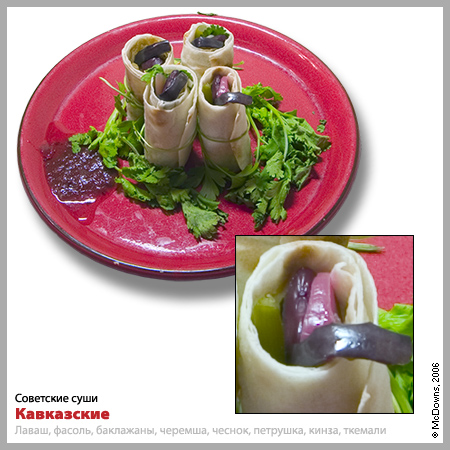 Советские суши
Кавказские
Лаваш, фасоль, баклажаны, черемша, чеснок, петрушка, кинза, ткемали
© McDowns, 2006